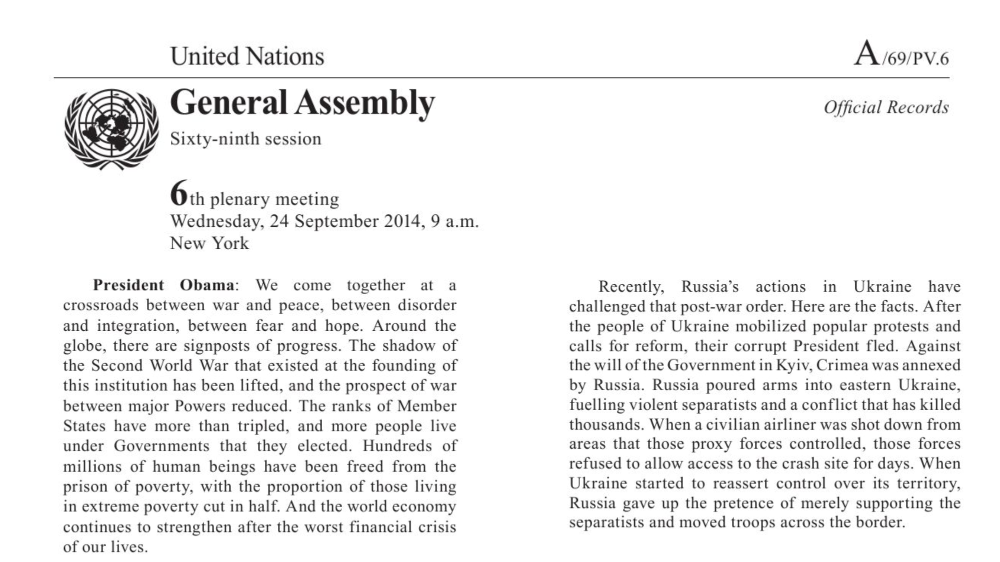 United Nations
A/69/PV.6
General Assembly
Official Records
Sixty-ninth session
6th plenary meeting
Wednesday, 24 September 2014, 9 a.m.
New York
President Obama: We come together at a
crossroads between war and peace, between disorder
and integration, between fear and hope. Around the
globe, there are signposts of progress. The shadow of
the Second World War that existed at the founding of
this institution has been lifted, and the prospect of war
between major Powers reduced. The ranks of Member
States have more than tripled, and more people live
under Governments that they elected. Hundreds of
millions of human beings have been freed from the
prison of poverty, with the proportion of those living
in extreme poverty cut in half. And the world economy
continues to strengthen after the worst financial crisis
of our lives.
Recently, Russia’s actions in Ukraine have
challenged that post-war order. Here are the facts. After
the people of Ukraine mobilized popular protests and
calls for reform, their corrupt President fled. Against
the will of the Government in Kyiv, Crimea was annexed
by Russia. Russia poured arms into eastern Ukraine,
fuelling violent separatists and a conflict that has killed
thousands. When a civilian airliner was shot down from
areas that those proxy forces controlled, those forces
refused to allow access to the crash site for days. When
Ukraine started to reassert control over its territory,
Russia gave up the pretence of merely supporting the
separatists and moved troops across the border.